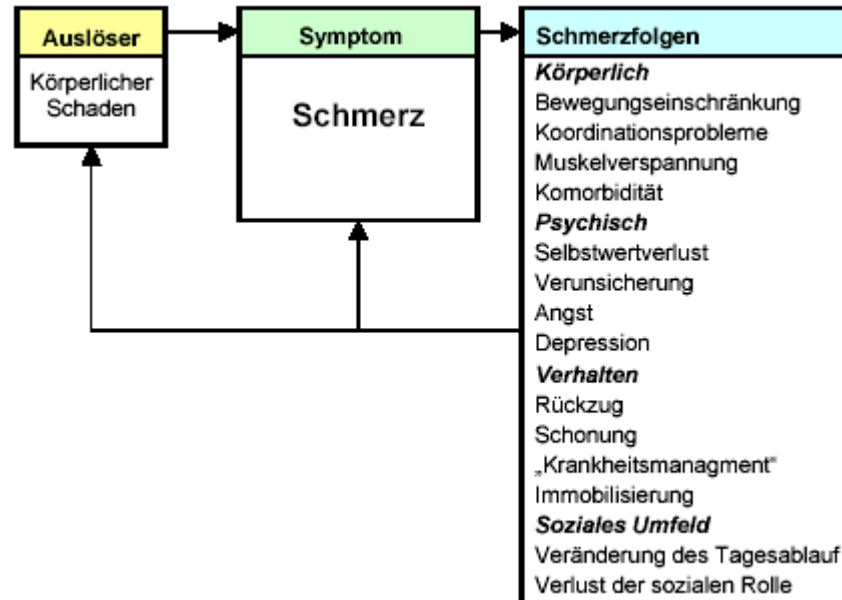 Auslöser
Körperlicher
Schaden
Symptom
Schmerz
Schmerzfolgen
Körperlich
Bewegungseinschränkung
Koordinationsprobleme
Muskelverspannung
Komorbidität
Psychisch
Selbstwertverlust
Verunsicherung
Angst
Depression
Verhalten
Rückzug
Schonung
„Krankheitsmanagment“
Immobilisierung
Soziales Umfeld
Veränderung des Tagesablauf
Verlust der sozialen Rolle